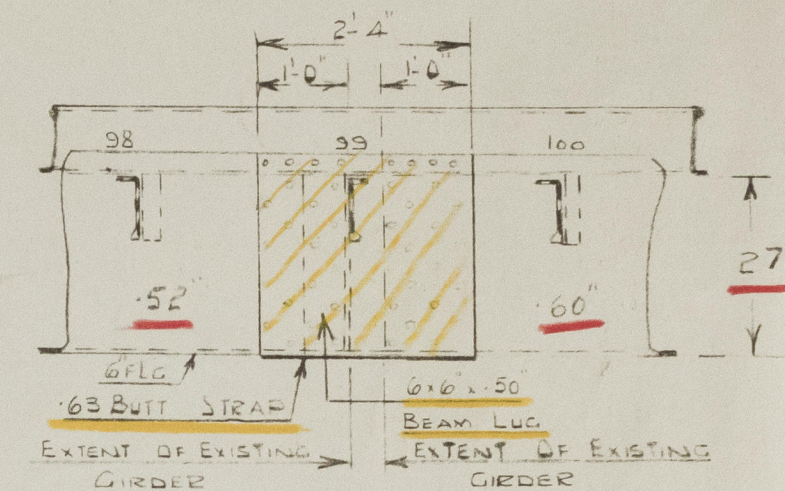 2'-4"
1'-0" 1'-0"
98 99 100
.52" .60"
27
6" FLG
.63 BUTT STRAP
6 x 6" x .50"
BEAM LUG
EXTENT OF EXISTING
GIRDER
EXTENT OF EXISTING
GIRDER